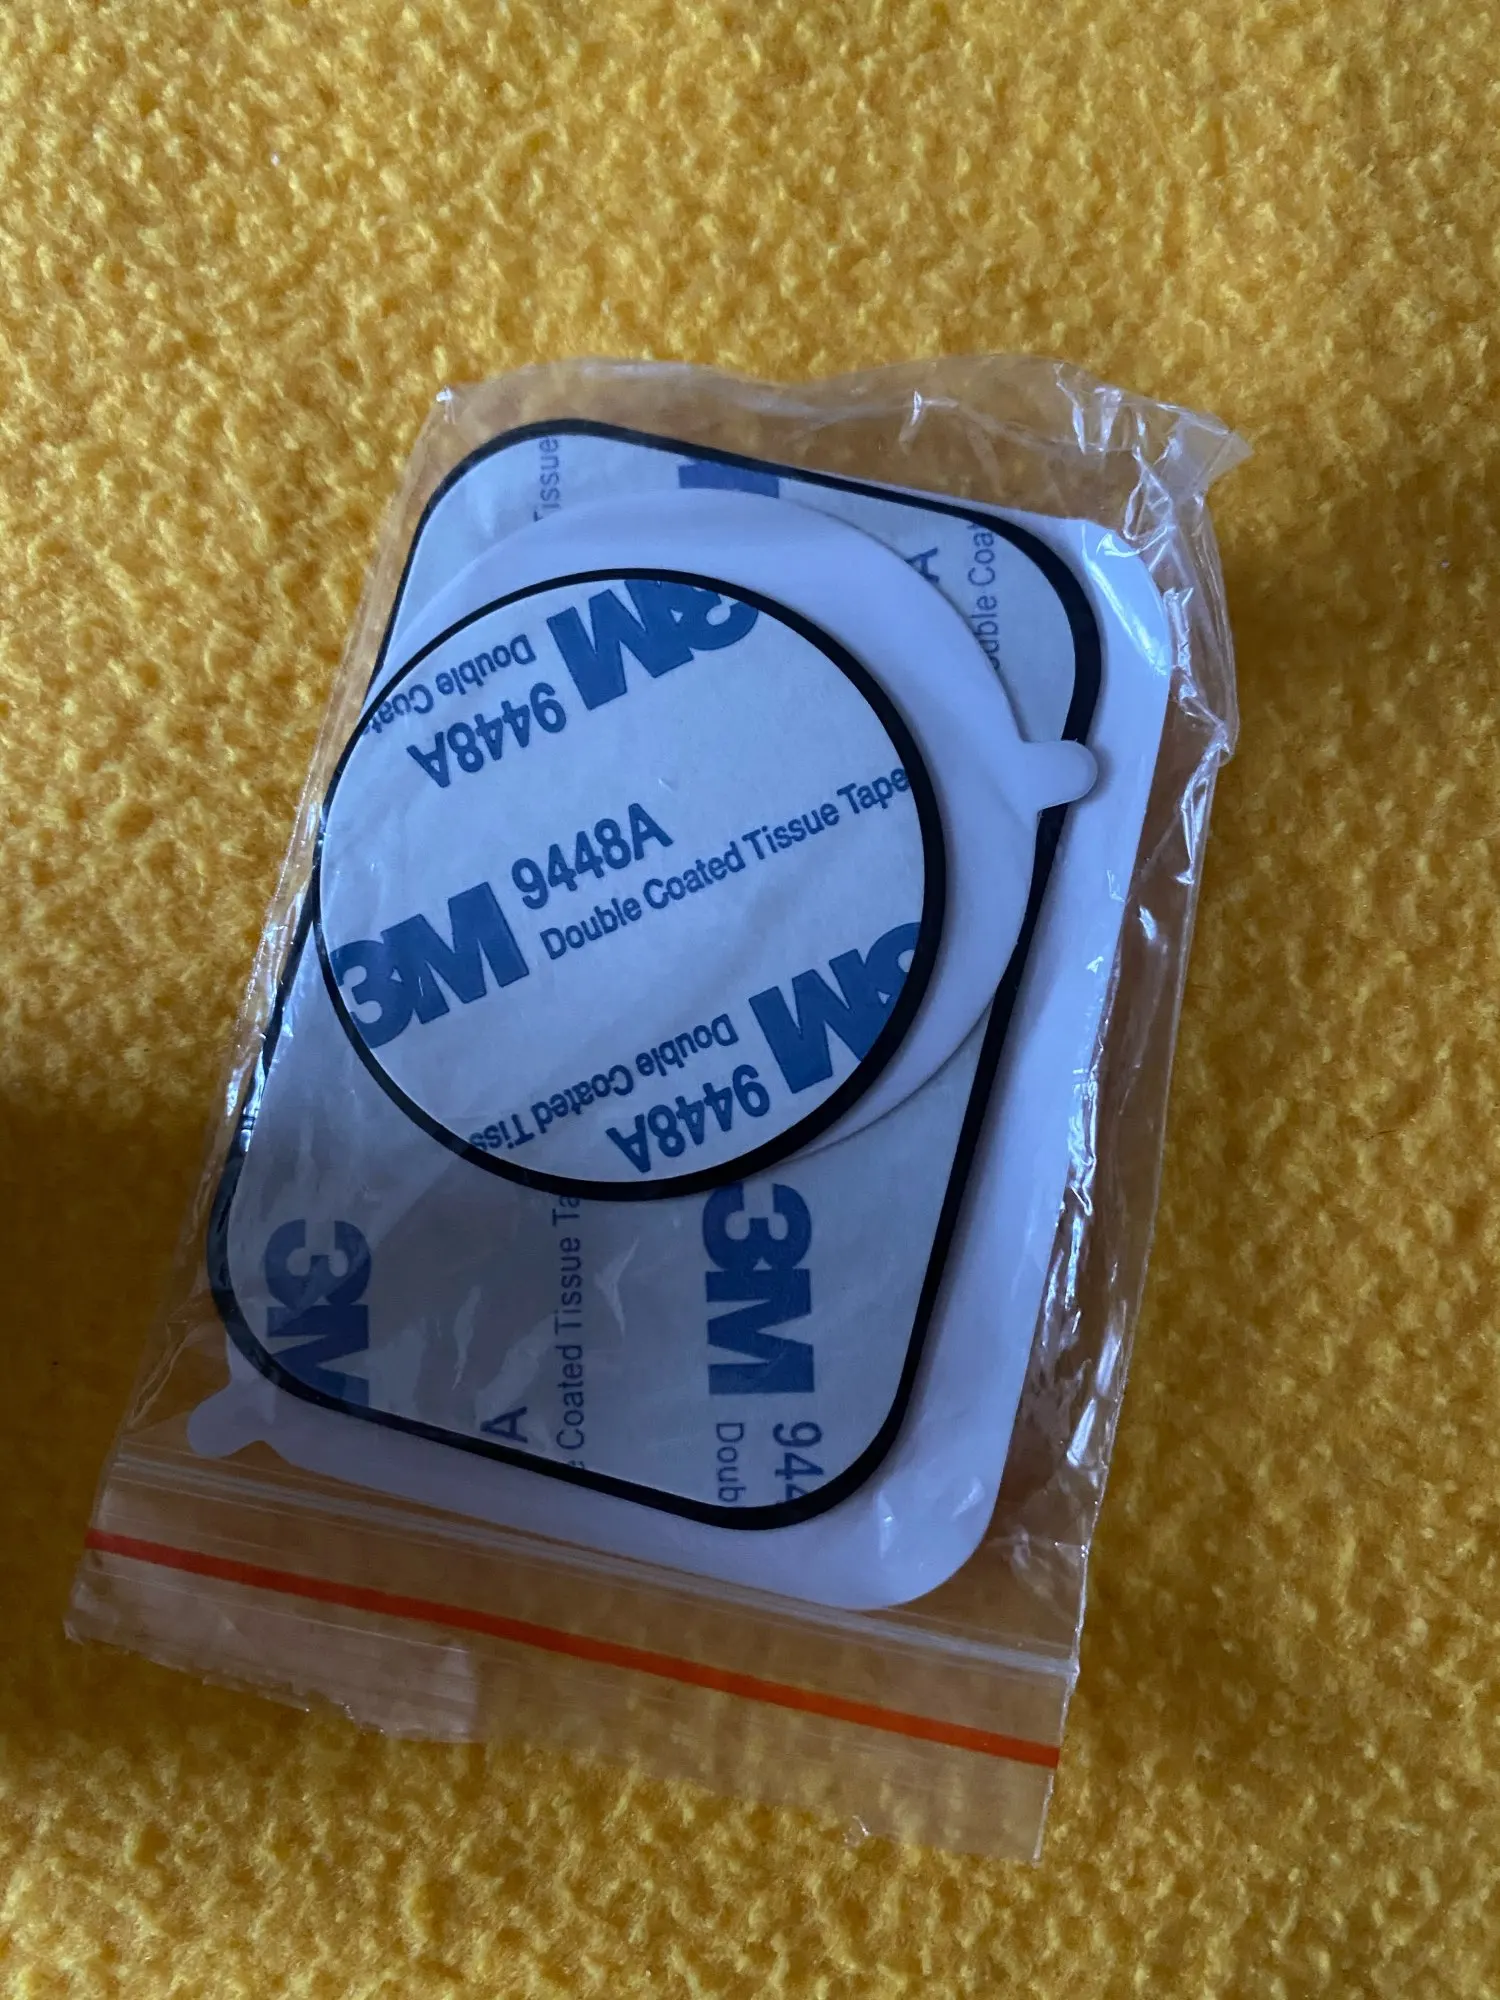 Tissue
A
Double Coa
3M
9448A
Double Coat
3M
9448A
Double Coated Tissue Tape
3M
9448A
Double Coated Tiss
3M
A
Coated Tissue Ta
3M
944
Doub